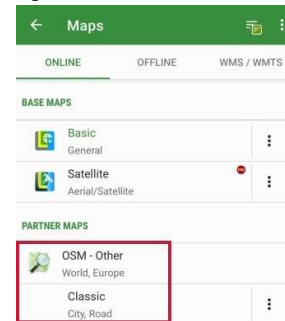 Maps
ONLINE OFFLINE WMS / WMTS
BASE MAPS
Basic
General
Satellite
Aerial/Satellite
PARTNER MAPS
OSM - Other
World, Europe
Classic
City, Road